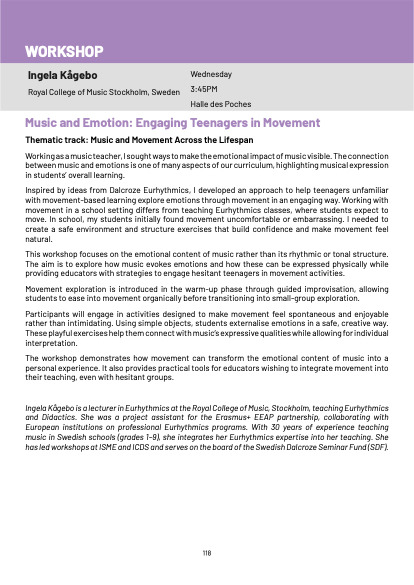 WORKSHOP
Ingela Kågebo
Royal College of Music Stockholm, Sweden
Wednesday
3:45PM
Halle des Poches
Music and Emotion: Engaging Teenagers in Movement
Thematic track: Music and Movement Across the Lifespan
Working as a music teacher, I sought ways to make the emotional impact of music visible. The connection
between music and emotions is one of many aspects of our curriculum, highlighting musical expression
in students' overall learning.
Inspired by ideas from Dalcroze Eurhythmics, I developed an approach to help teenagers unfamiliar
with movement-based learning explore emotions through movement in an engaging way. Working with
movement in a school setting differs from teaching Eurhythmics classes, where students expect to
move. In school, my students initially found movement uncomfortable or embarrassing. I needed to
create a safe environment and structure exercises that build confidence and make movement feel
natural.
This workshop focuses on the emotional content of music rather than its rhythmic or tonal structure.
The aim is to explore how music evokes emotions and how these can be expressed physically while
providing educators with strategies to engage hesitant teenagers in movement activities.
Movement exploration is introduced in the warm-up phase through guided improvisation, allowing
students to ease into movement organically before transitioning into small-group exploration.
Participants will engage in activities designed to make movement feel spontaneous and enjoyable
rather than intimidating. Using simple objects, students externalise emotions in a safe, creative way.
These playful exercises help them connect with music's expressive qualities while allowing for individual
interpretation.
The workshop demonstrates how movement can transform the emotional content of music into a
personal experience. It also provides practical tools for educators wishing to integrate movement into
their teaching, even with hesitant groups.
Ingela Kågebo is a lecturer in Eurhythmics at the Royal College of Music, Stockholm, teaching Eurhythmics
and Didactics. She was a project assistant for the Erasmus+ EEAP partnership, collaborating with
European institutions on professional Eurhythmics programs. With 30 years of experience teaching
music in Swedish schools (grades 1-9), she integrates her Eurhythmics expertise into her teaching. She
has led workshops at ISME and ICDS and serves on the board of the Swedish Dalcroze Seminar Fund (SDF).
118